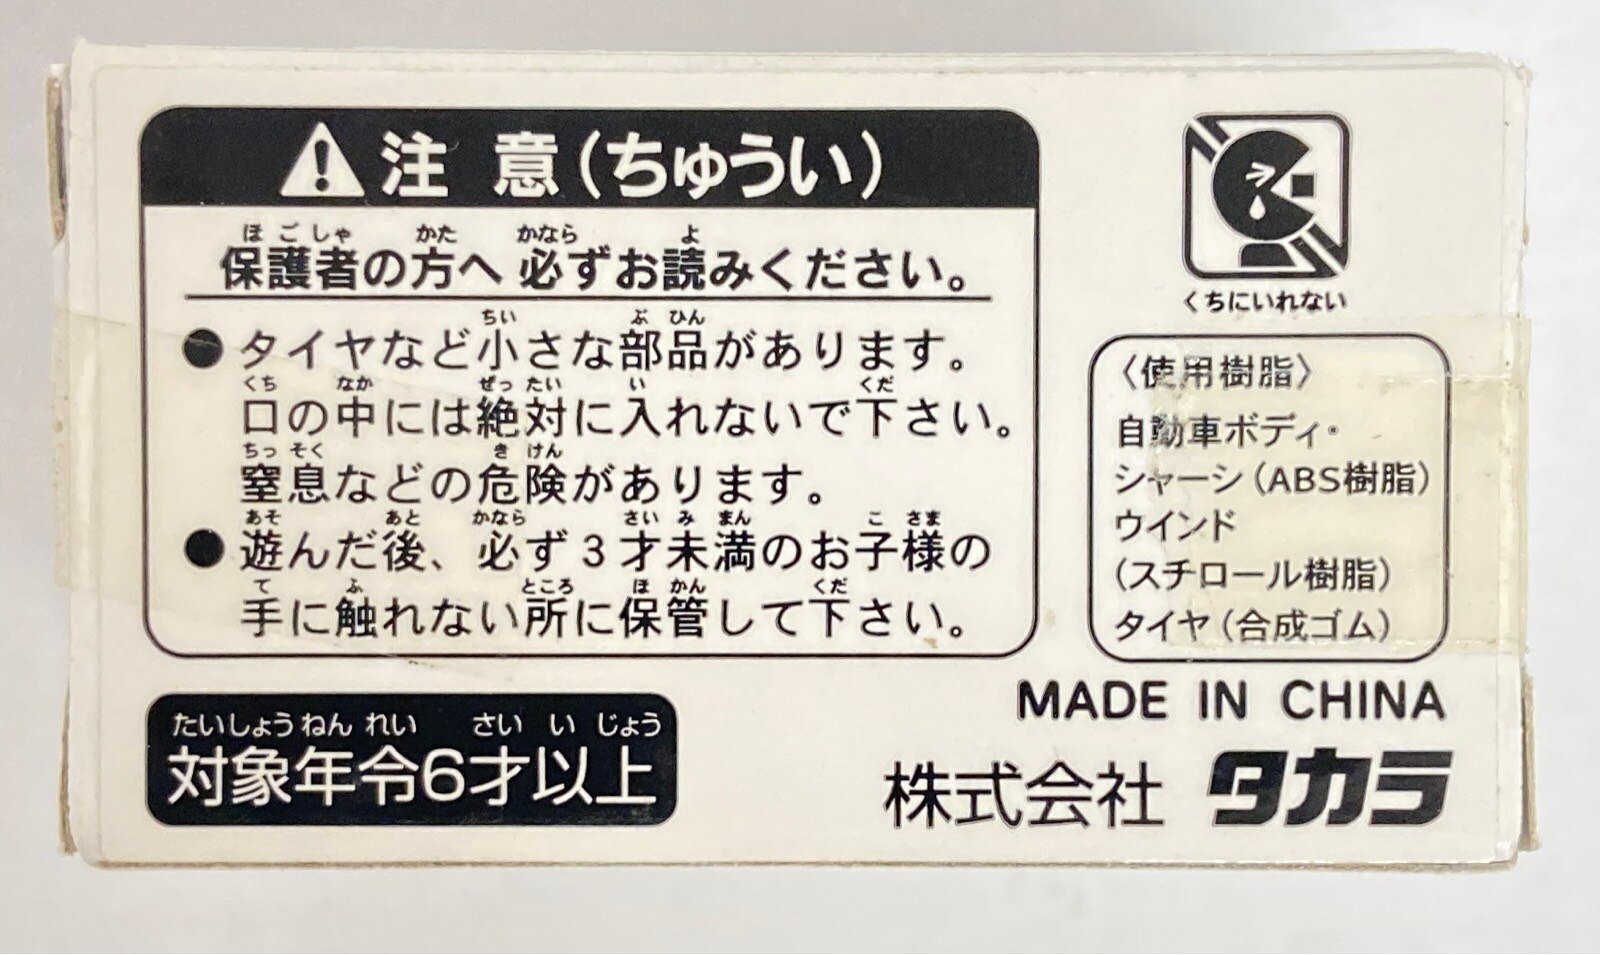 注 意（ちゅうい）
ほごしゃ かた かなら よ
保護者の方へ 必ずお読みください。
ちい ぶ ひん
●タイヤなど小さな部品があります。
くち なか ぜっ たい い くだ
口の中には絶対に入れないで下さい。
ちっ そく き けん
窒息などの危険があります。
あそ あと かなら さい み まん こ さま
●遊んだ後、必ず3才未満のお子様の
て ふ ところ ほ かん くだ
手に触れない所に保管して下さい。
たいしょう ねん れい さい い じょう
対象年令6才以上
くちにいれない
〈使用樹脂〉
自動車ボディ・
シャーシ（ABS樹脂）
ウインド
（スチロール樹脂）
タイヤ（合成ゴム）
MADE IN CHINA
株式会社 タカラ